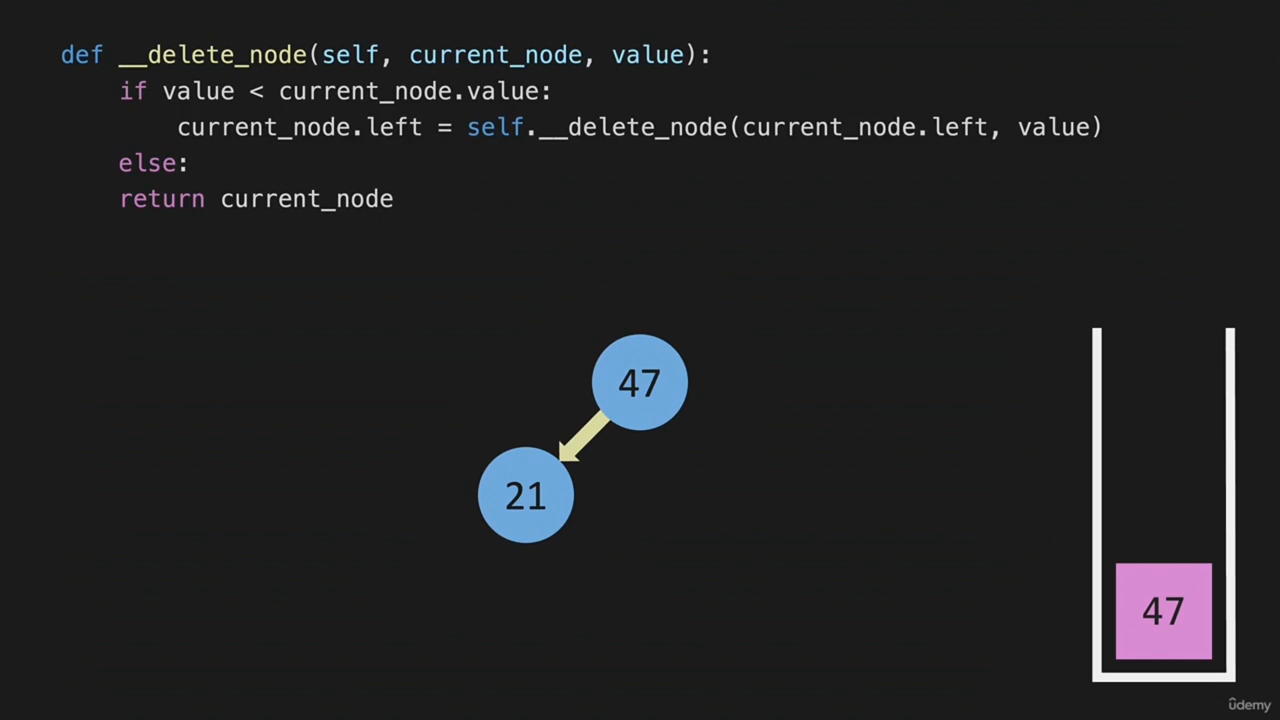 def __delete_node(self, current_node, value):
    if value < current_node.value:
        current_node.left = self.__delete_node(current_node.left, value)
    else:
    return current_node
47
21
47
ûdemy